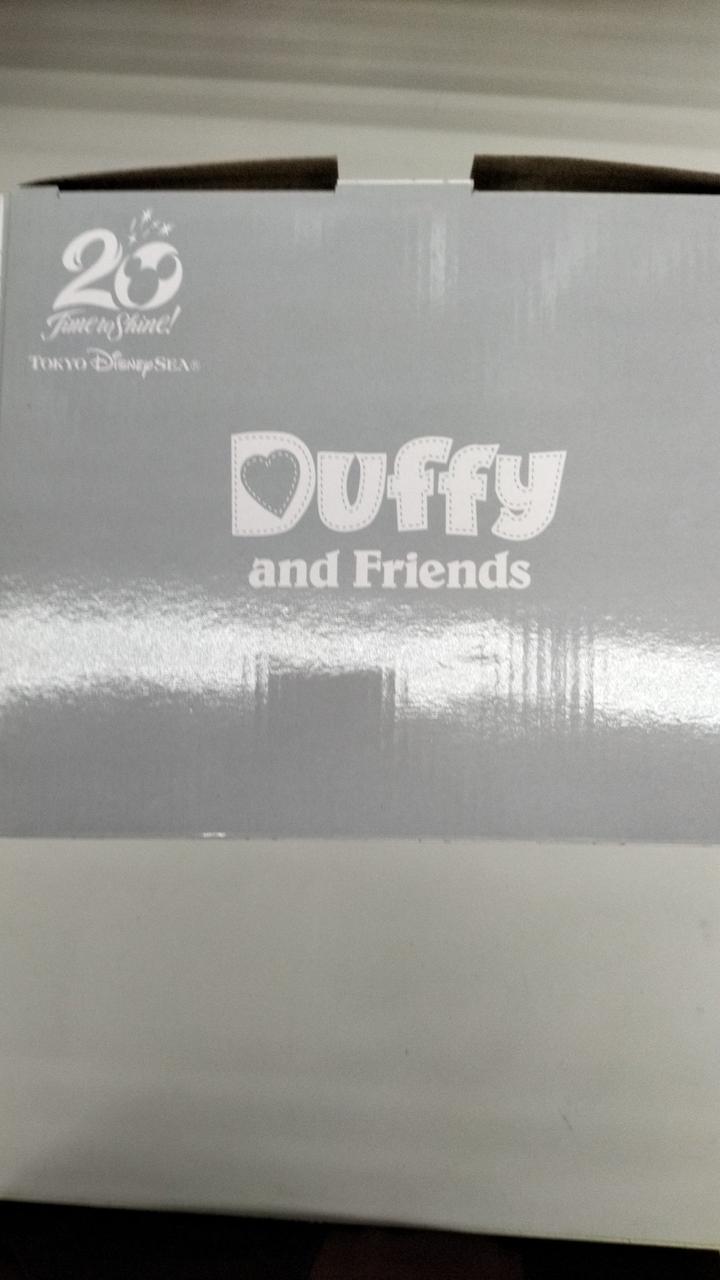 20
Time to Shine!
TOKYO DISNEYSEA®
Duffy
and Friends